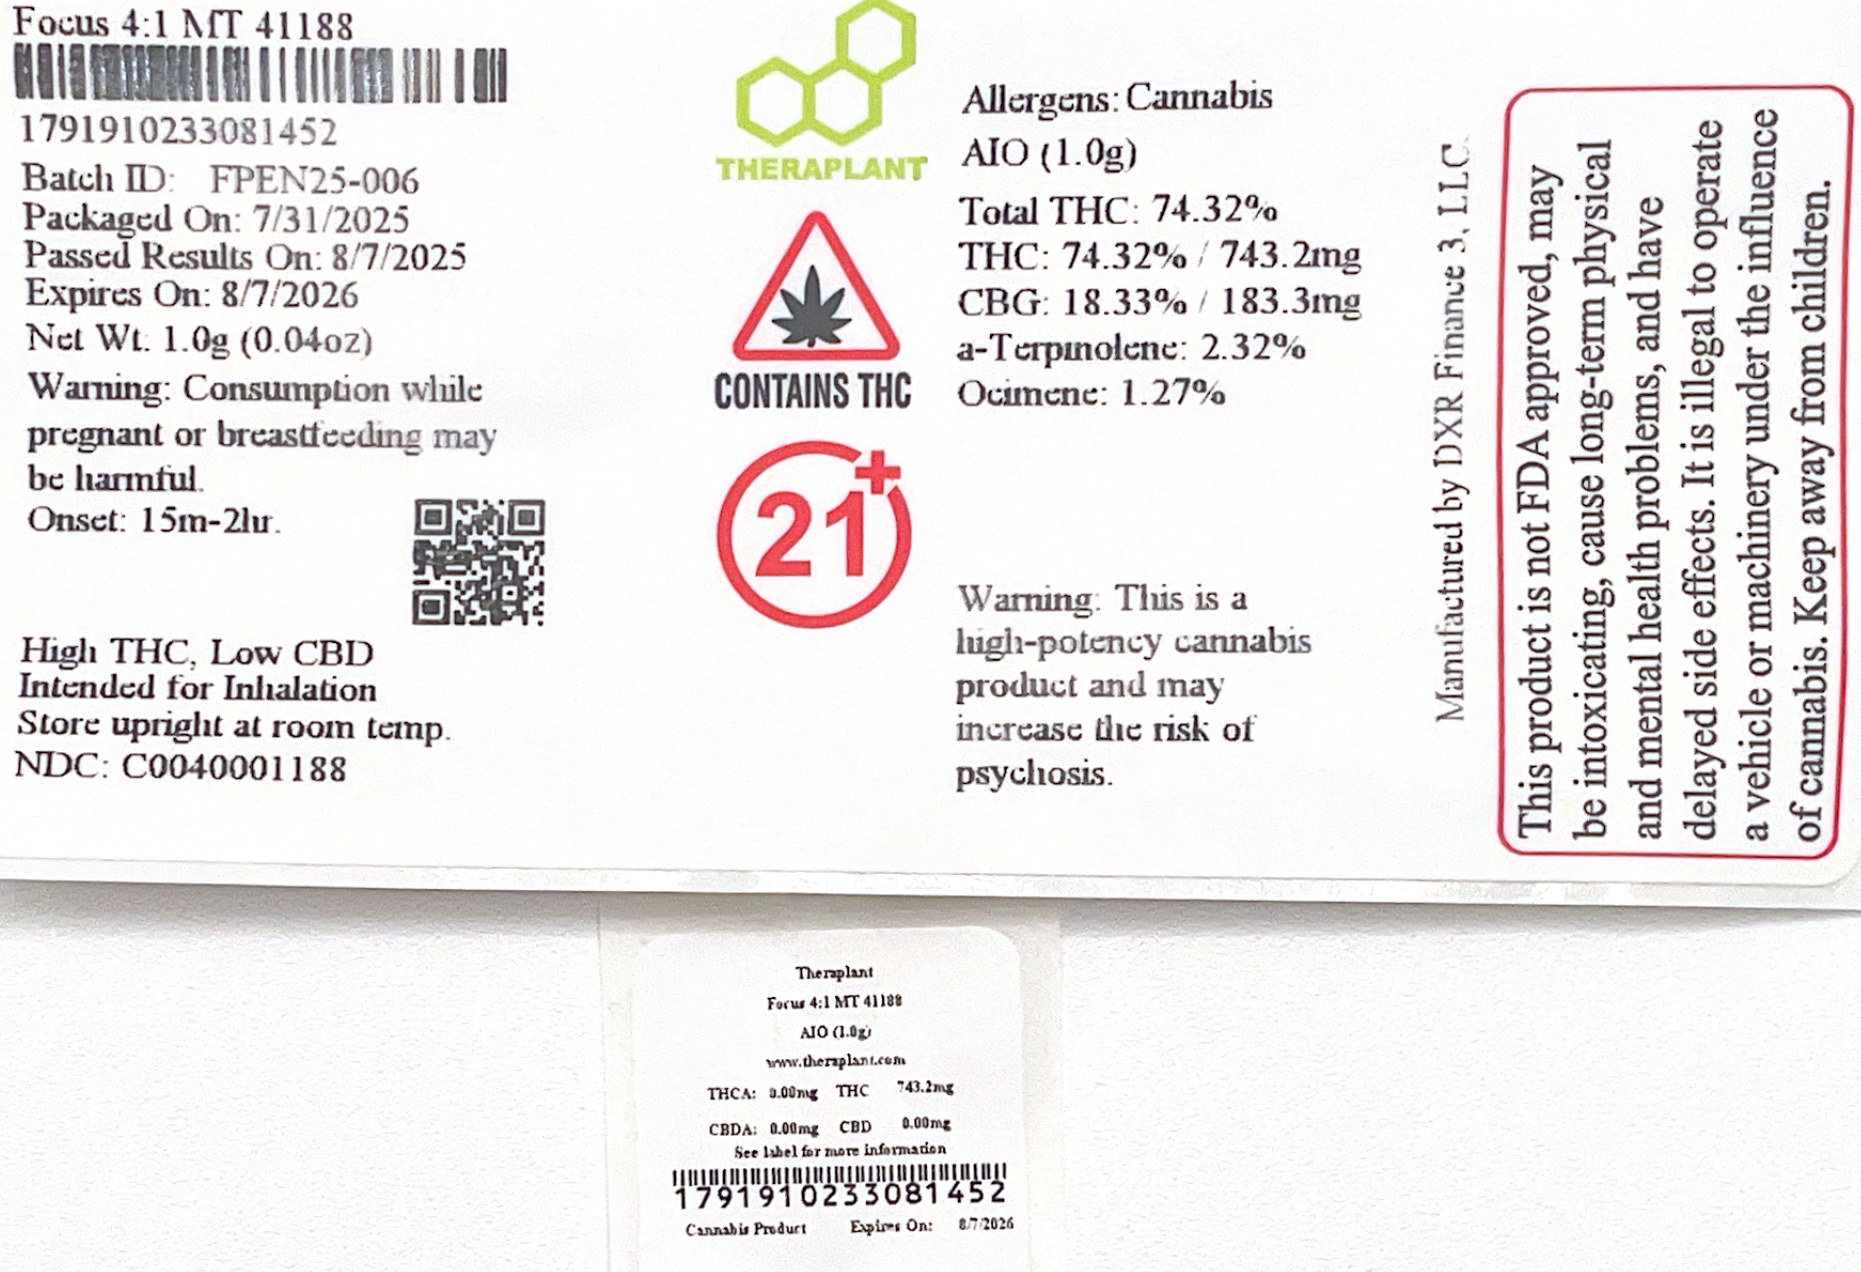 Focus 4:1 MT 41188
1791910233081452
Batch ID: FPEN25-006
Packaged On: 7/31/2025
Passed Results On: 8/7/2025
Expires On: 8/7/2026
Net Wt: 1.0g (0.04oz)
Warning: Consumption while
pregnant or breastfeeding may
be harmful.
Onset: 15m-2hr.
High THC, Low CBD
Intended for Inhalation
Store upright at room temp.
NDC: C0040001188
THERAPLANT
CONTAINS THC
21+
Allergens: Cannabis
AIO (1.0g)
Total THC: 74.32%
THC: 74.32% / 743.2mg
CBG: 18.33% / 183.3mg
a-Terpinolene: 2.32%
Ocimene: 1.27%
Warning: This is a
high-potency cannabis
product and may
increase the risk of
psychosis.
Manufactured by DXR Finance 3, LLC.
This product is not FDA approved, may
be intoxicating, cause long-term physical
and mental health problems, and have
delayed side effects. It is illegal to operate
a vehicle or machinery under the influence
of cannabis. Keep away from children.
Theraplant
Focus 4:1 MT 41188
AIO (1.0g)
www.theraplant.com
THCA: 0.00mg THC 743.2mg
CBDA: 0.00mg CBD 0.00mg
See label for more information
1791910233081452
Cannabis Product Expires On: 8/7/2026